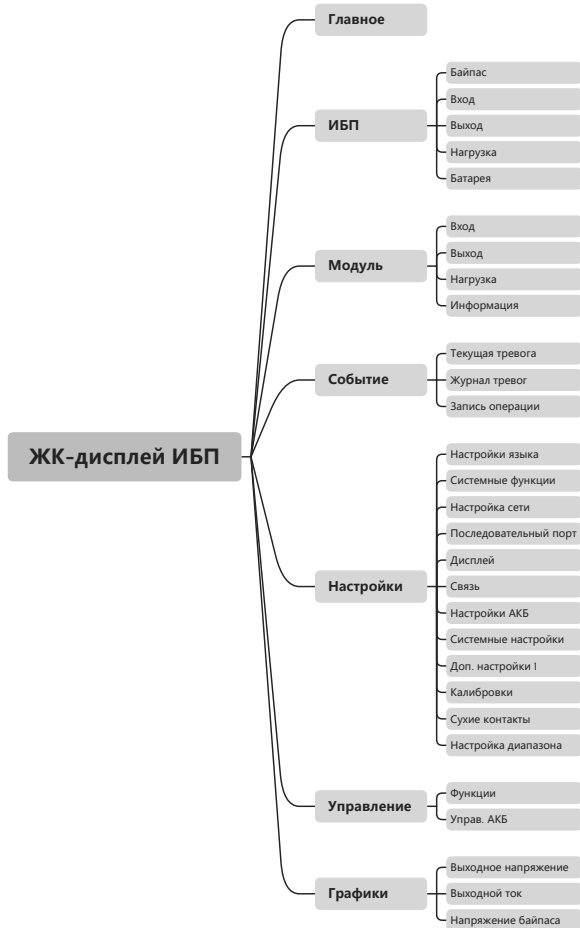 ЖК-дисплей ИБП
Главное
ИБП
Байпас
Вход
Выход
Нагрузка
Батарея
Модуль
Вход
Выход
Нагрузка
Информация
Событие
Текущая тревога
Журнал тревог
Запись операции
Настройки
Настройки языка
Системные функции
Настройка сети
Последовательный порт
Дисплей
Связь
Настройки АКБ
Системные настройки
Доп. настройки 1
Калибровки
Сухие контакты
Настройка диапазона
Управление
Функции
Управ. АКБ
Графики
Выходное напряжение
Выходной ток
Напряжение байпаса